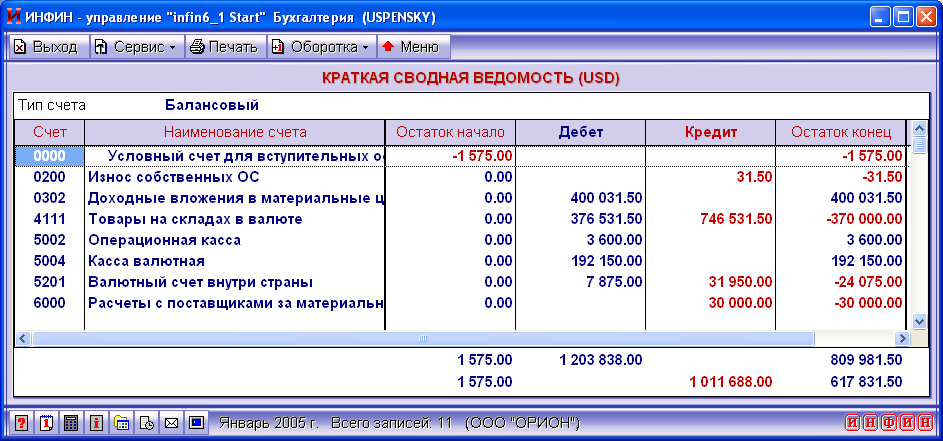 ИНФИН - управление "infin6_1 Start" Бухгалтерия (USPENSKY)
Выход Сервис Печать Оборотка Меню
КРАТКАЯ СВОДНАЯ ВЕДОМОСТЬ (USD)
Тип счета Балансовый
Счет Наименование счета Остаток начало Дебет Кредит Остаток конец
0000 Условный счет для вступительных ос -1 575.00 -1 575.00
0200 Износ собственных ОС 0.00 31.50 -31.50
0302 Доходные вложения в материальные ц 0.00 400 031.50 400 031.50
4111 Товары на складах в валюте 0.00 376 531.50 746 531.50 -370 000.00
5002 Операционная касса 0.00 3 600.00 3 600.00
5004 Касса валютная 0.00 192 150.00 192 150.00
5201 Валютный счет внутри страны 0.00 7 875.00 31 950.00 -24 075.00
6000 Расчеты с поставщиками за материальн 0.00 30 000.00 -30 000.00
1 575.00 1 203 838.00 809 981.50
1 575.00 1 011 688.00 617 831.50
Январь 2005 г. Всего записей: 11 (ООО "ОРИОН") ИНФИН